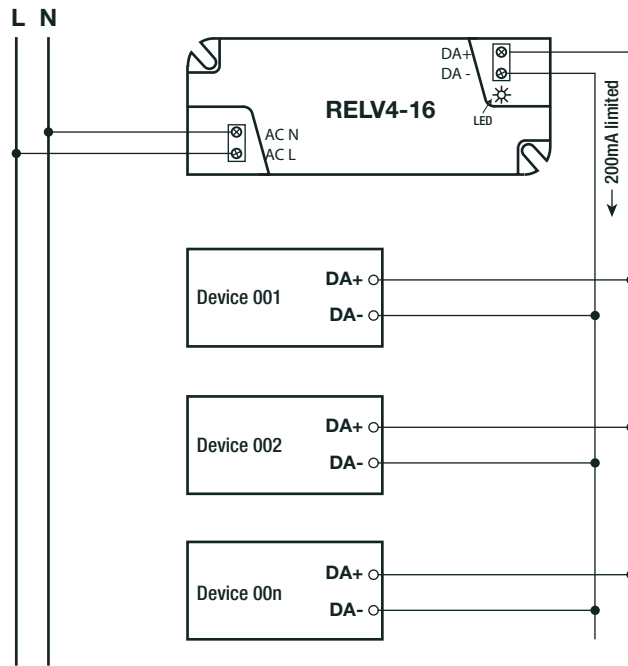 L N
DA+
DA -
RELV4-16
LED
AC N
AC L
200mA limited
Device 001
DA+
DA-
Device 002
DA+
DA-
Device 00n
DA+
DA-